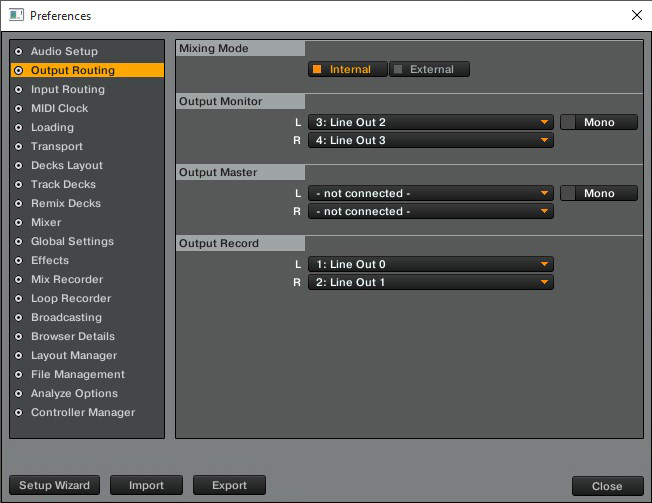 Preferences
Audio Setup
Output Routing
Input Routing
MIDI Clock
Loading
Transport
Decks Layout
Track Decks
Remix Decks
Mixer
Global Settings
Effects
Mix Recorder
Loop Recorder
Broadcasting
Browser Details
Layout Manager
File Management
Analyze Options
Controller Manager
Mixing Mode
Internal External
Output Monitor
L 3: Line Out 2 Mono
R 4: Line Out 3
Output Master
L - not connected - Mono
R - not connected -
Output Record
L 1: Line Out 0
R 2: Line Out 1
Setup Wizard Import Export Close